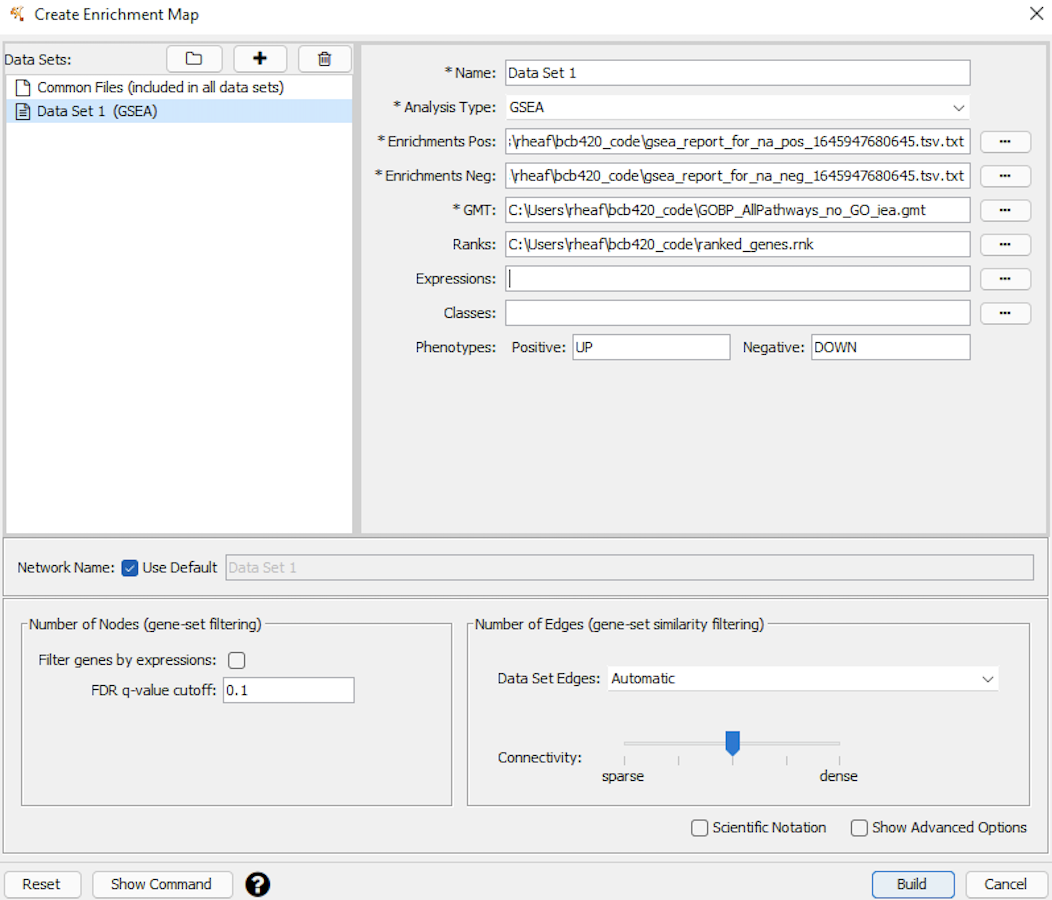 Create Enrichment Map
Data Sets:
Common Files (included in all data sets)
Data Set 1 (GSEA)
* Name: Data Set 1
* Analysis Type: GSEA
* Enrichments Pos: :\rheaf\bcb420_code\gsea_report_for_na_pos_1645947680645.tsv.txt
* Enrichments Neg: \rheaf\bcb420_code\gsea_report_for_na_neg_1645947680645.tsv.txt
* GMT: C:\Users\rheaf\bcb420_code\GOBP_AllPathways_no_GO_iea.gmt
Ranks: C:\Users\rheaf\bcb420_code\ranked_genes.rnk
Expressions:
Classes:
Phenotypes: Positive: UP Negative: DOWN
Network Name: Use Default Data Set 1
Number of Nodes (gene-set filtering)
Filter genes by expressions:
FDR q-value cutoff: 0.1
Number of Edges (gene-set similarity filtering)
Data Set Edges: Automatic
Connectivity:
sparse dense
Scientific Notation Show Advanced Options
Reset Show Command ? Build Cancel